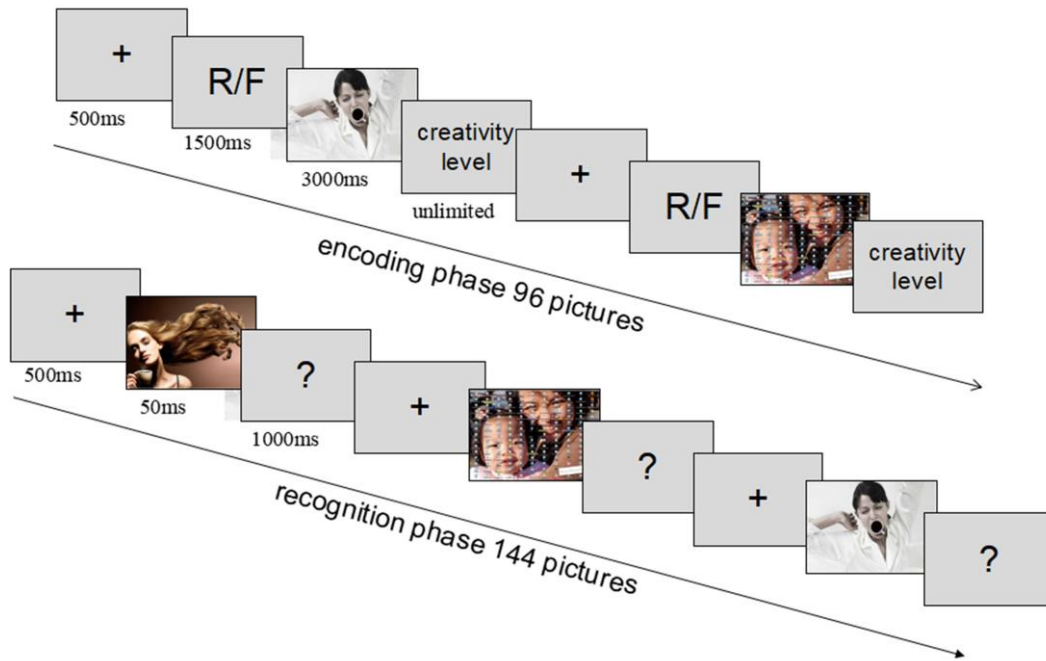 +
500ms
R/F
1500ms
3000ms
creativity
level
unlimited
+
R/F
creativity
level
encoding phase 96 pictures
+
500ms
50ms
?
1000ms
+
?
+
?
recognition phase 144 pictures